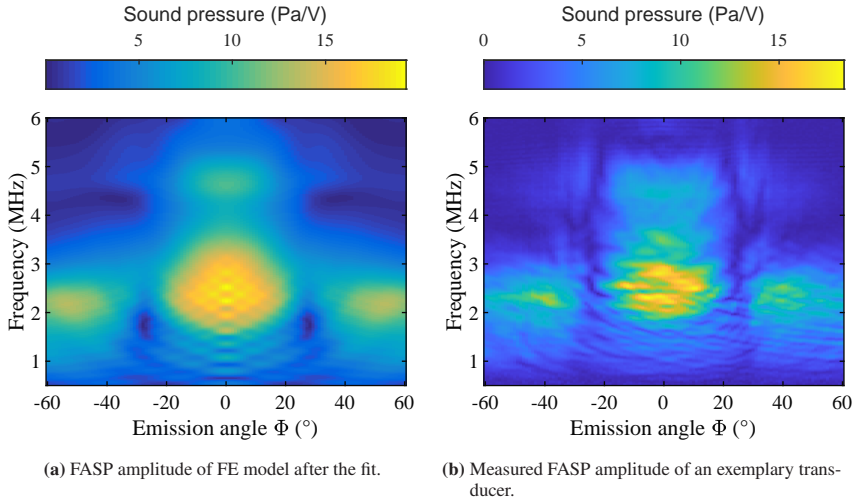 Sound pressure (Pa/V)
5 10 15
Frequency (MHz)
6
5
4
3
2
1
-60 -40 -20 0 20 40 60
Emission angle Φ (°)
(a) FASP amplitude of FE model after the fit.
Sound pressure (Pa/V)
0 5 10 15
Frequency (MHz)
6
5
4
3
2
1
-60 -40 -20 0 20 40 60
Emission angle Φ (°)
(b) Measured FASP amplitude of an exemplary trans-
ducer.